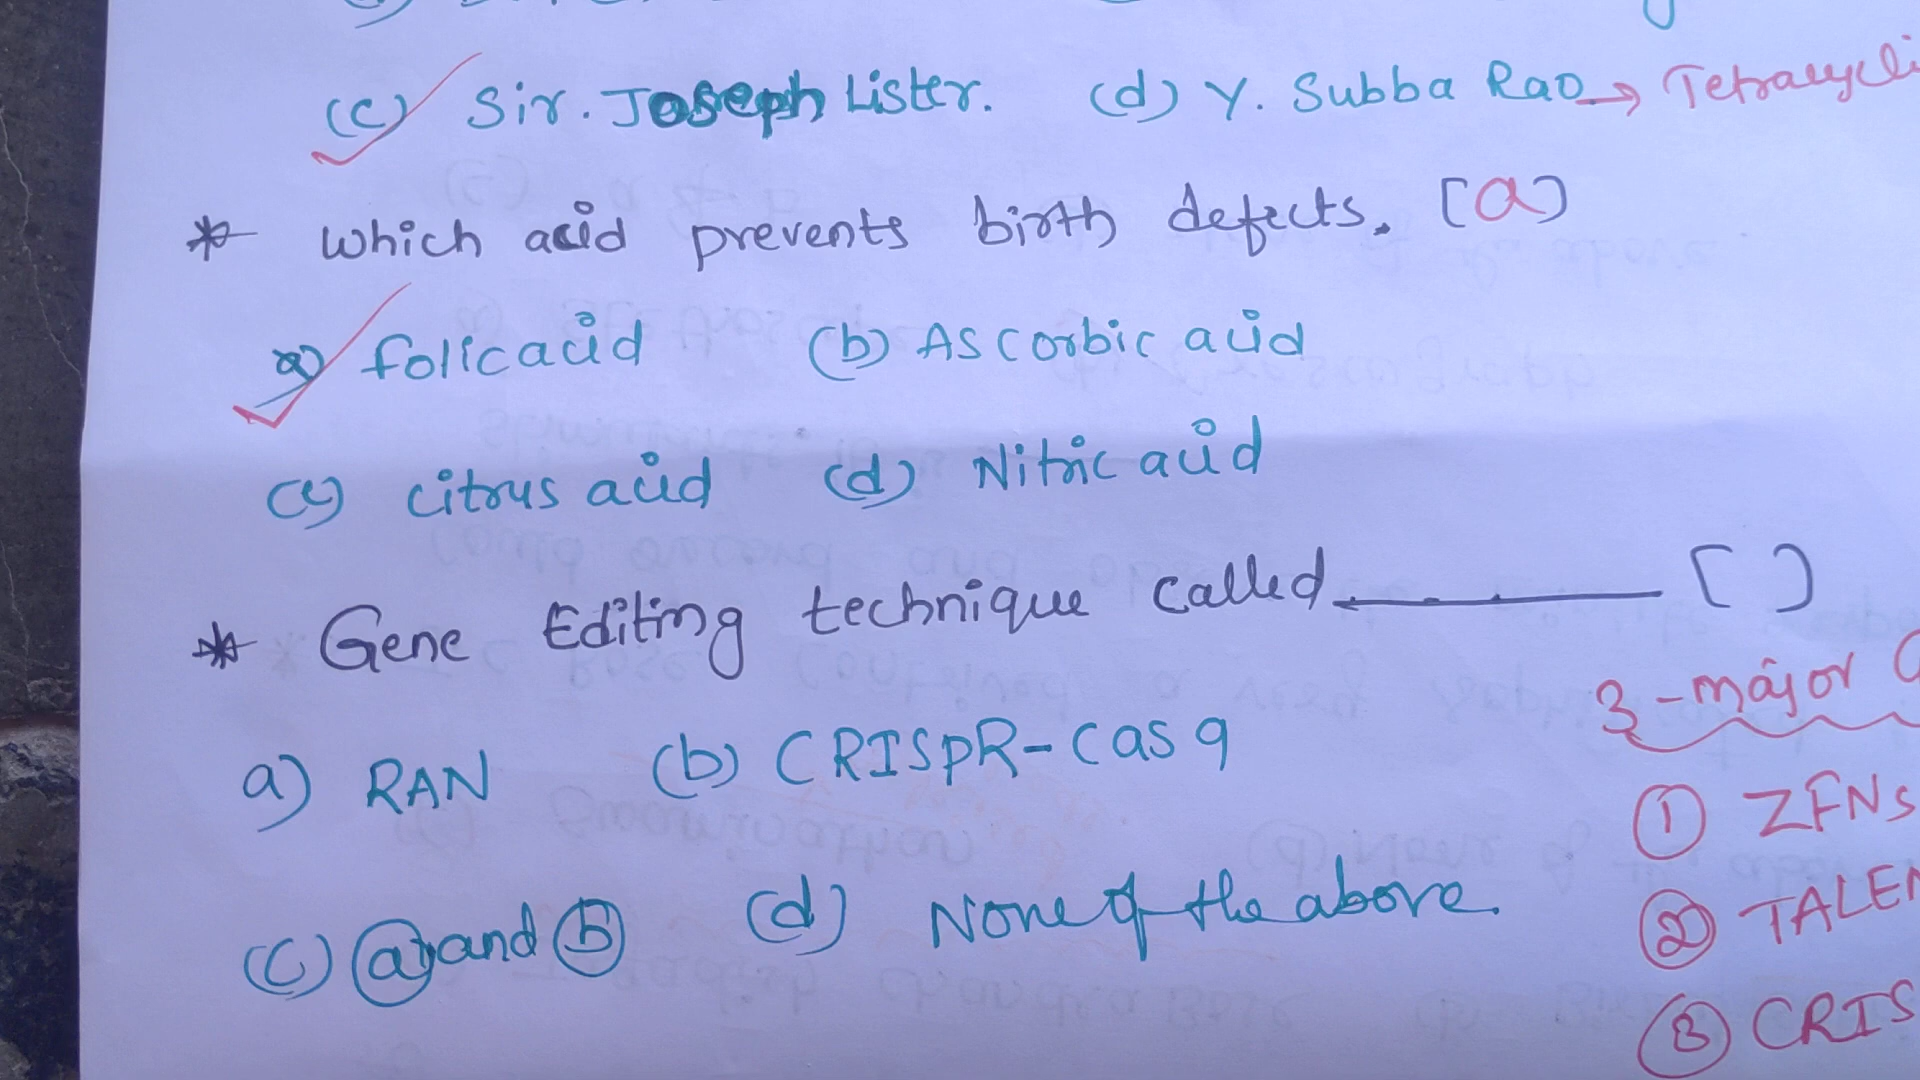 (c) Sir. Joseph Lister. (d) Y. Subba Rao → Tetracycli
* which acid prevents birth defects. [a]
a) folic acid (b) Ascorbic acid
(c) citrus acid (d) Nitric acid
* Gene Editing technique called ______ [ ]
3-major
a) RAN (b) CRISPR-cas 9
① ZFNs
(c) ⓐ and ⓑ (d) None of the above.
② TALEN
③ CRIS